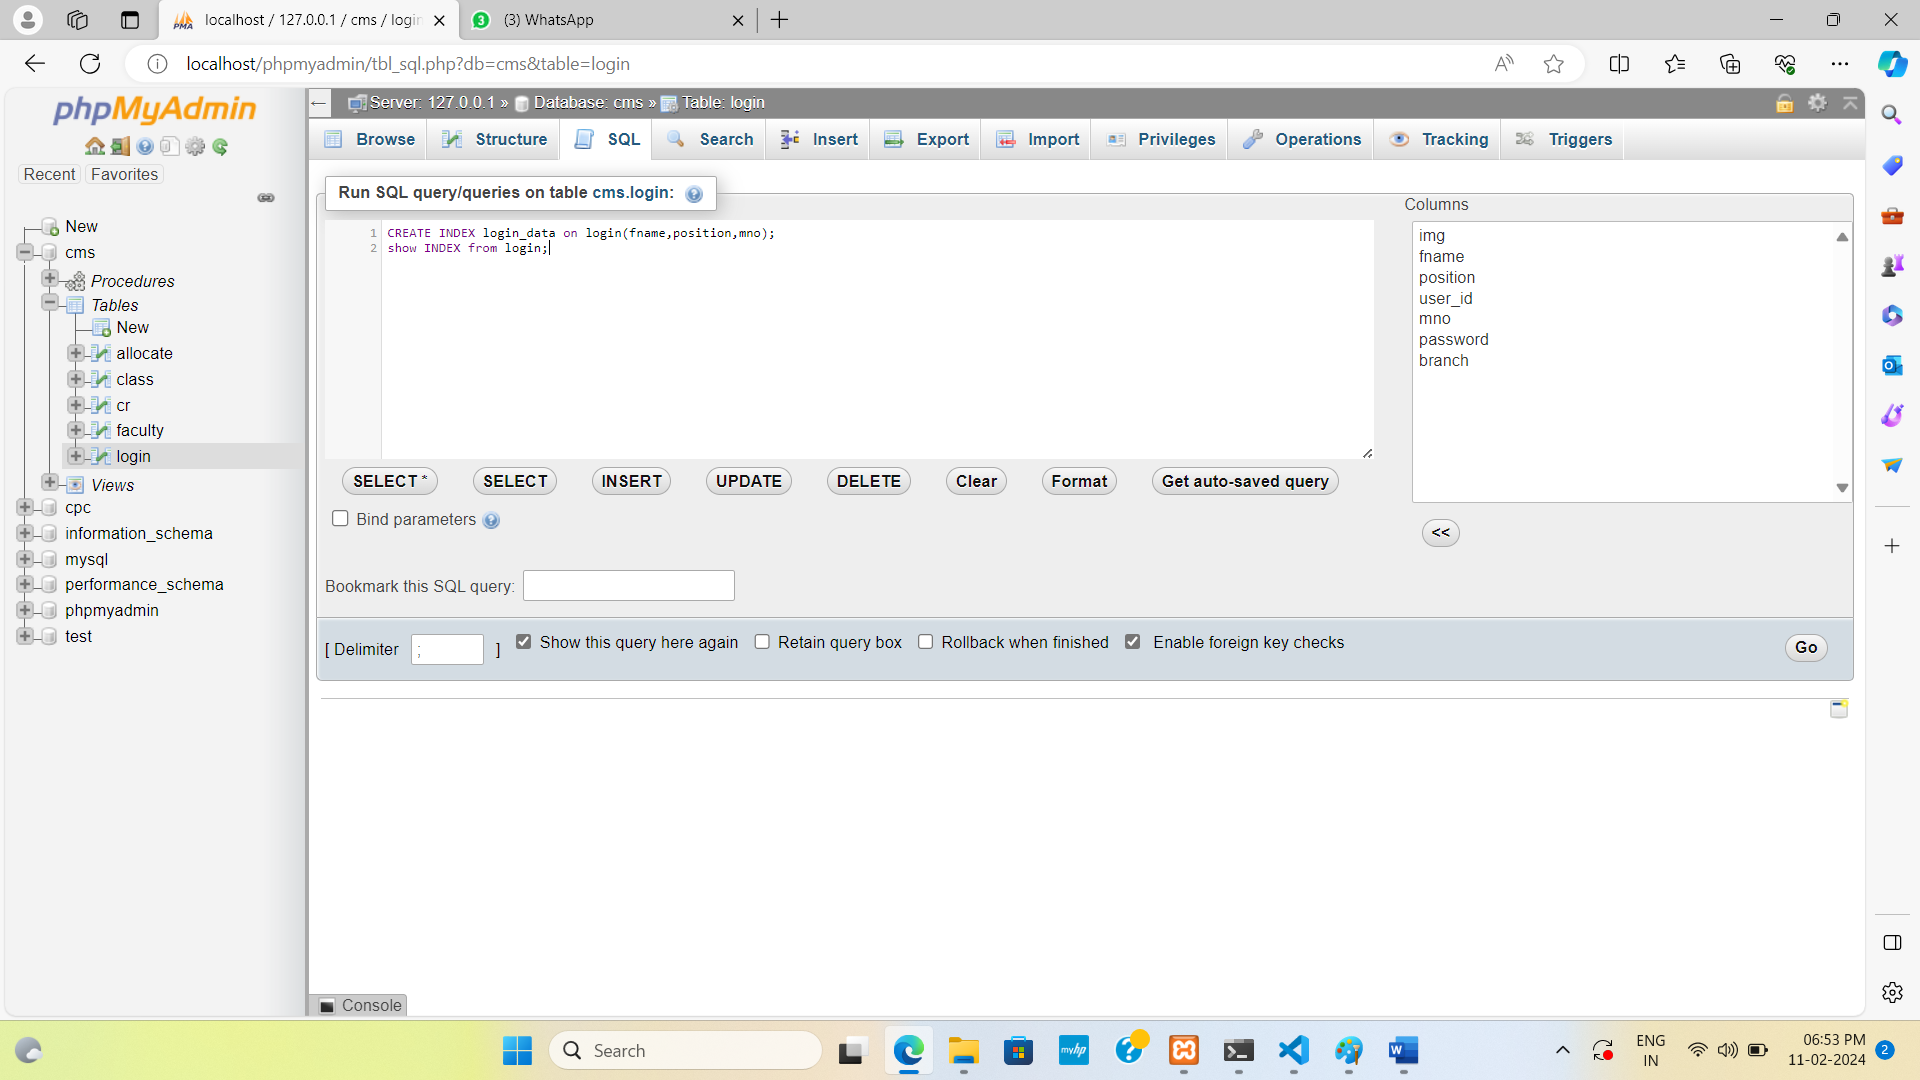 localhost / 127.0.0.1 / cms / login
(3) WhatsApp
localhost/phpmyadmin/tbl_sql.php?db=cms&table=login
phpMyAdmin
Recent Favorites
New
cms
Procedures
Tables
New
allocate
class
cr
faculty
login
Views
cpc
information_schema
mysql
performance_schema
phpmyadmin
test
Server: 127.0.0.1 » Database: cms » Table: login
Browse Structure SQL Search Insert Export Import Privileges Operations Tracking Triggers
Run SQL query/queries on table cms.login:
1 CREATE INDEX login_data on login(fname,position,mno);
2 show INDEX from login;
Columns
img
fname
position
user_id
mno
password
branch
<<
SELECT * SELECT INSERT UPDATE DELETE Clear Format Get auto-saved query
Bind parameters
Bookmark this SQL query:
[ Delimiter ; ] Show this query here again Retain query box Rollback when finished Enable foreign key checks Go
Console
Search
myhp
ENG
IN
06:53 PM
11-02-2024
2